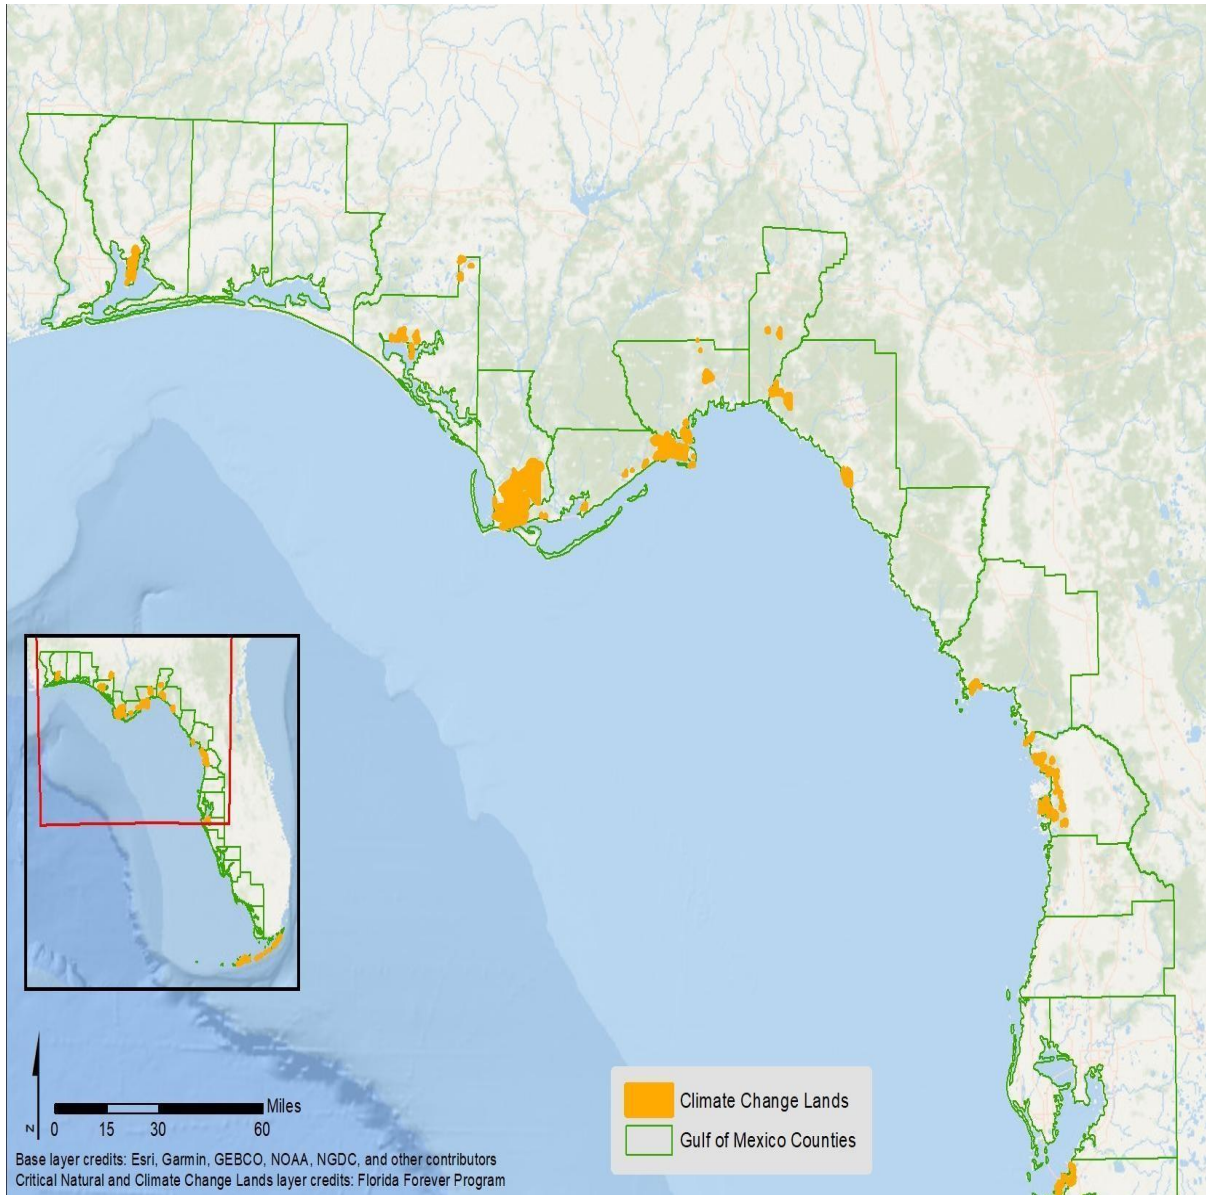 Climate Change Lands
Gulf of Mexico Counties
N
Miles
0 15 30 60
Base layer credits: Esri, Garmin, GEBCO, NOAA, NGDC, and other contributors
Critical Natural and Climate Change Lands layer credits: Florida Forever Program